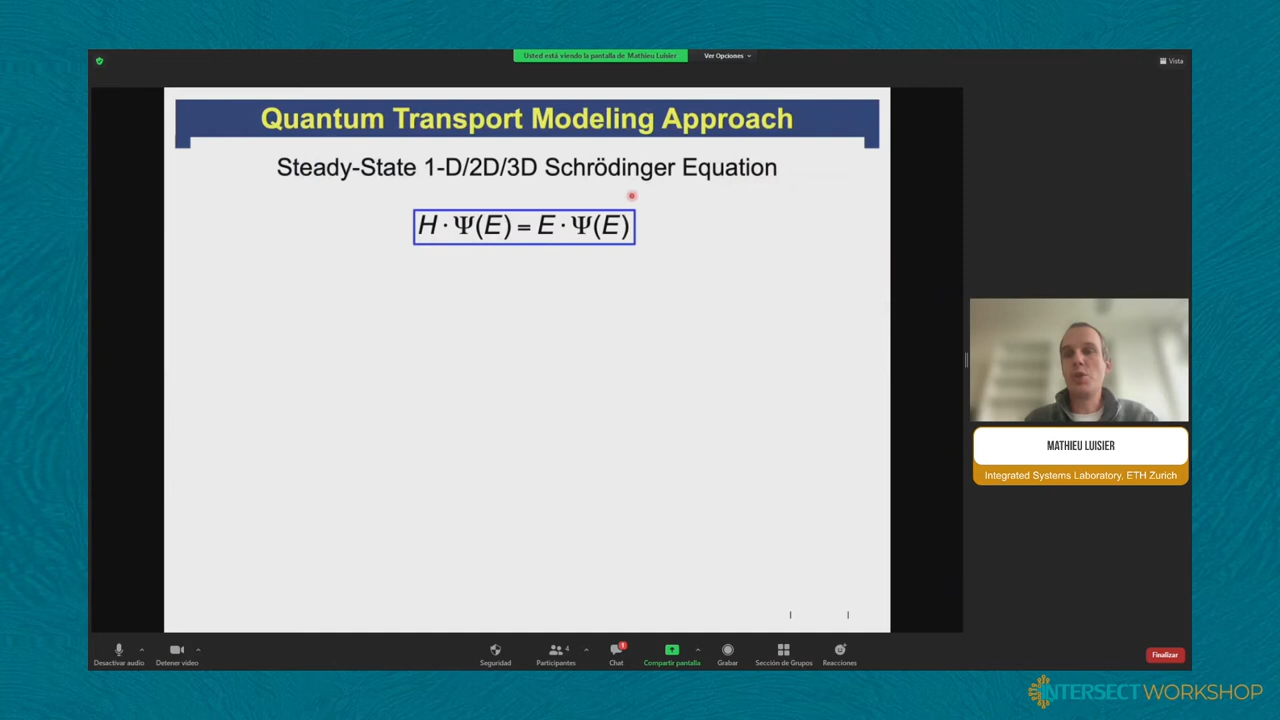 Usted está viendo la pantalla de Mathieu Luisier
Ver Opciones
Vista
Quantum Transport Modeling Approach
Steady-State 1-D/2D/3D Schrödinger Equation
H · Ψ(E) = E · Ψ(E)
MATHIEU LUISIER
Integrated Systems Laboratory, ETH Zurich
Desactivar audio
Detener video
Seguridad
Participantes
4
Chat
1
Compartir pantalla
Grabar
Sección de Grupos
Reacciones
Finalizar
INTERSECT WORKSHOP